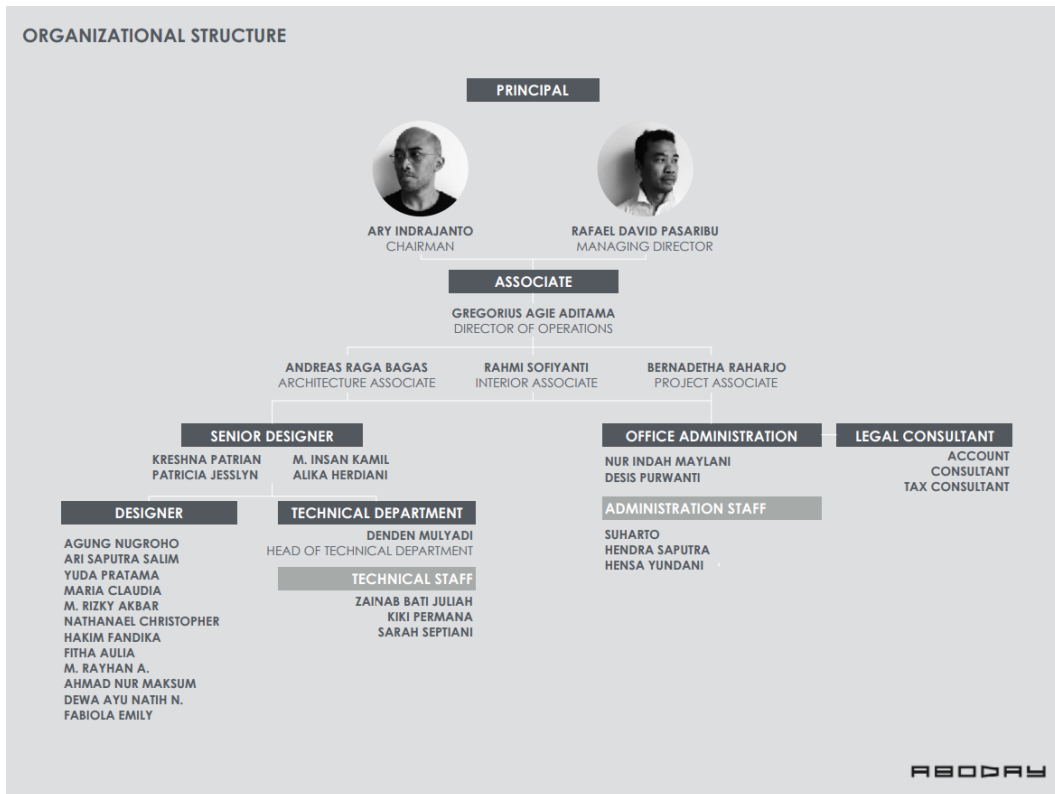 ORGANIZATIONAL STRUCTURE
PRINCIPAL
ARY INDRAJANTO
CHAIRMAN
RAFAEL DAVID PASARIBU
MANAGING DIRECTOR
ASSOCIATE
GREGORIUS AGIE ADITAMA
DIRECTOR OF OPERATIONS
ANDREAS RAGA BAGAS
ARCHITECTURE ASSOCIATE
RAHMI SOFIYANTI
INTERIOR ASSOCIATE
BERNADETHA RAHARJO
PROJECT ASSOCIATE
SENIOR DESIGNER
KRESHNA PATRIAN
PATRICIA JESSLYN
M. INSAN KAMIL
ALIKA HERDIANI
DESIGNER
AGUNG NUGROHO
ARI SAPUTRA SALIM
YUDA PRATAMA
MARIA CLAUDIA
M. RIZKY AKBAR
NATHANAEL CHRISTOPHER
HAKIM FANDIKA
FITHA AULIA
M. RAYHAN A.
AHMAD NUR MAKSUM
DEWA AYU NATIH N.
FABIOLA EMILY
TECHNICAL DEPARTMENT
DENDEN MULYADI
HEAD OF TECHNICAL DEPARTMENT
TECHNICAL STAFF
ZAINAB BATI JULIAH
KIKI PERMANA
SARAH SEPTIANI
OFFICE ADMINISTRATION
NUR INDAH MAYLANI
DESIS PURWANTI
ADMINISTRATION STAFF
SUHARTO
HENDRA SAPUTRA
HENSA YUNDANI
LEGAL CONSULTANT
ACCOUNT
CONSULTANT
TAX CONSULTANT
ABODAY